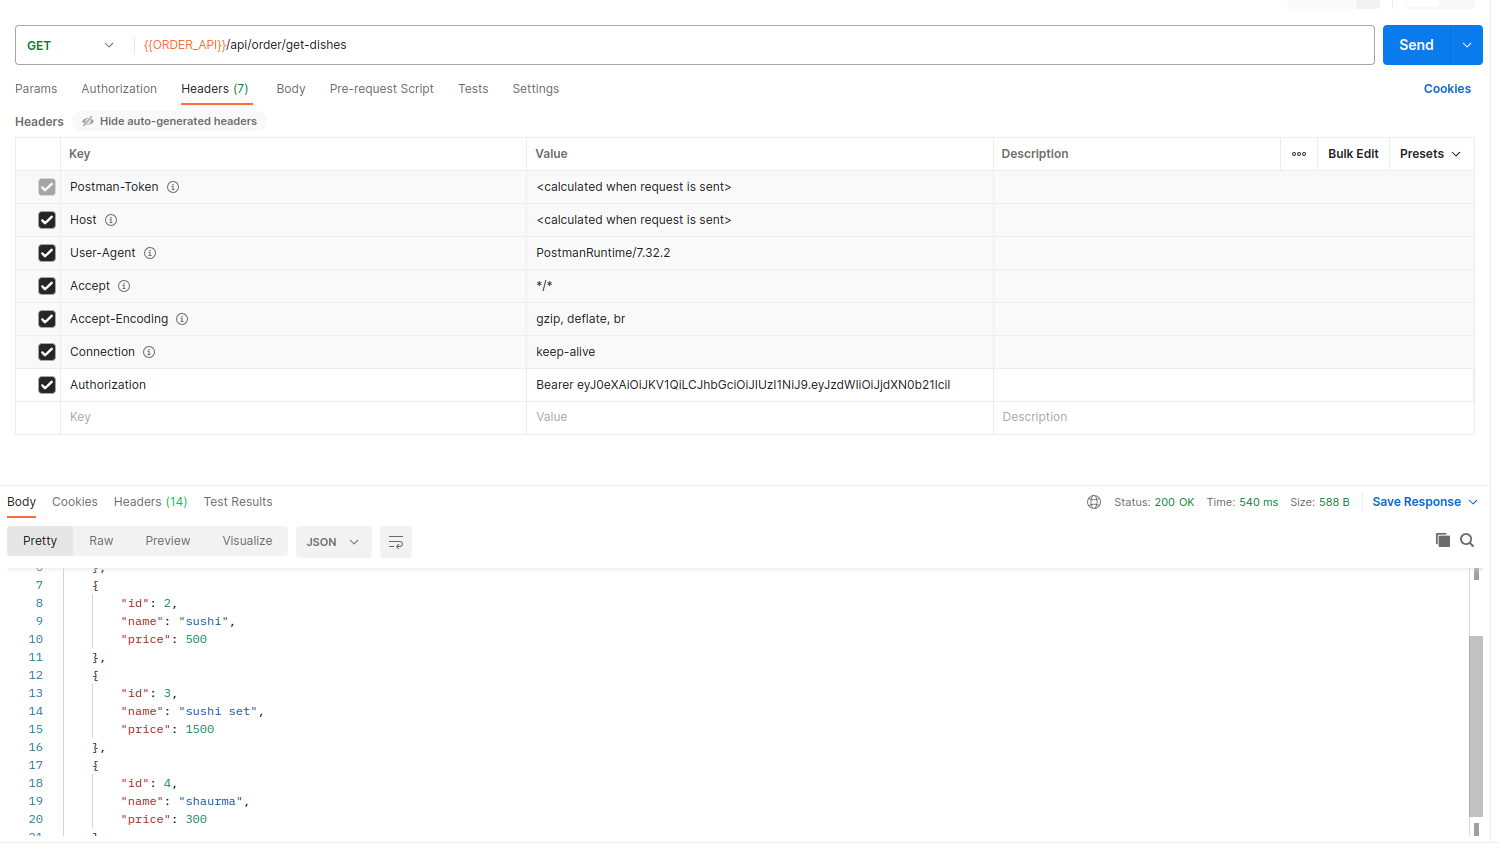 GET {{ORDER_API}}/api/order/get-dishes Send
Params Authorization Headers (7) Body Pre-request Script Tests Settings Cookies
Headers Hide auto-generated headers
Key Value Description Bulk Edit Presets
Postman-Token <calculated when request is sent>
Host <calculated when request is sent>
User-Agent PostmanRuntime/7.32.2
Accept */*
Accept-Encoding gzip, deflate, br
Connection keep-alive
Authorization Bearer eyJ0eXAiOiJKV1QiLCJhbGciOiJIUzI1NiJ9.eyJzdWIiOiJjdXN0b21lciI
Key Value Description
Body Cookies Headers (14) Test Results Status: 200 OK Time: 540 ms Size: 588 B Save Response
Pretty Raw Preview Visualize JSON
6 },
7 {
8 "id": 2,
9 "name": "sushi",
10 "price": 500
11 },
12 {
13 "id": 3,
14 "name": "sushi set",
15 "price": 1500
16 },
17 {
18 "id": 4,
19 "name": "shaurma",
20 "price": 300
21 }